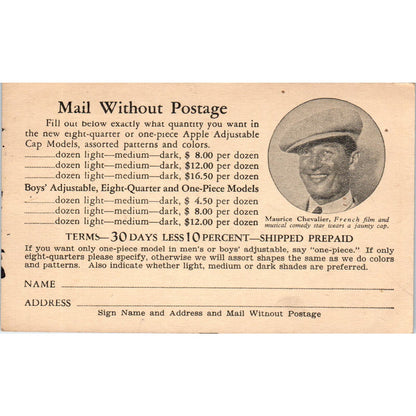 Mail Without Postage
Fill out below exactly what quantity you want in
the new eight-quarter or one-piece Apple Adjustable
Cap Models, assorted patterns and colors.
............dozen light—medium—dark, $ 8.00 per dozen
............dozen light—medium—dark, $12.00 per dozen
............dozen light—medium—dark, $16.50 per dozen
Boys' Adjustable, Eight-Quarter and One-Piece Models
............dozen light—medium—dark, $ 4.50 per dozen
............dozen light—medium—dark, $ 8.00 per dozen
............dozen light—medium—dark, $12.00 per dozen
Maurice Chevalier, French film and
musical comedy star wears a jaunty cap.
TERMS—30 DAYS LESS 10 PERCENT—SHIPPED PREPAID
If you want only one-piece model in men's or boys' adjustable, say "one-piece." If only
eight-quarters please specify, otherwise we will assort shapes the same as we do colors
and patterns. Also indicate whether light, medium or dark shades are preferred.
NAME
ADDRESS
Sign Name and Address and Mail Without Postage